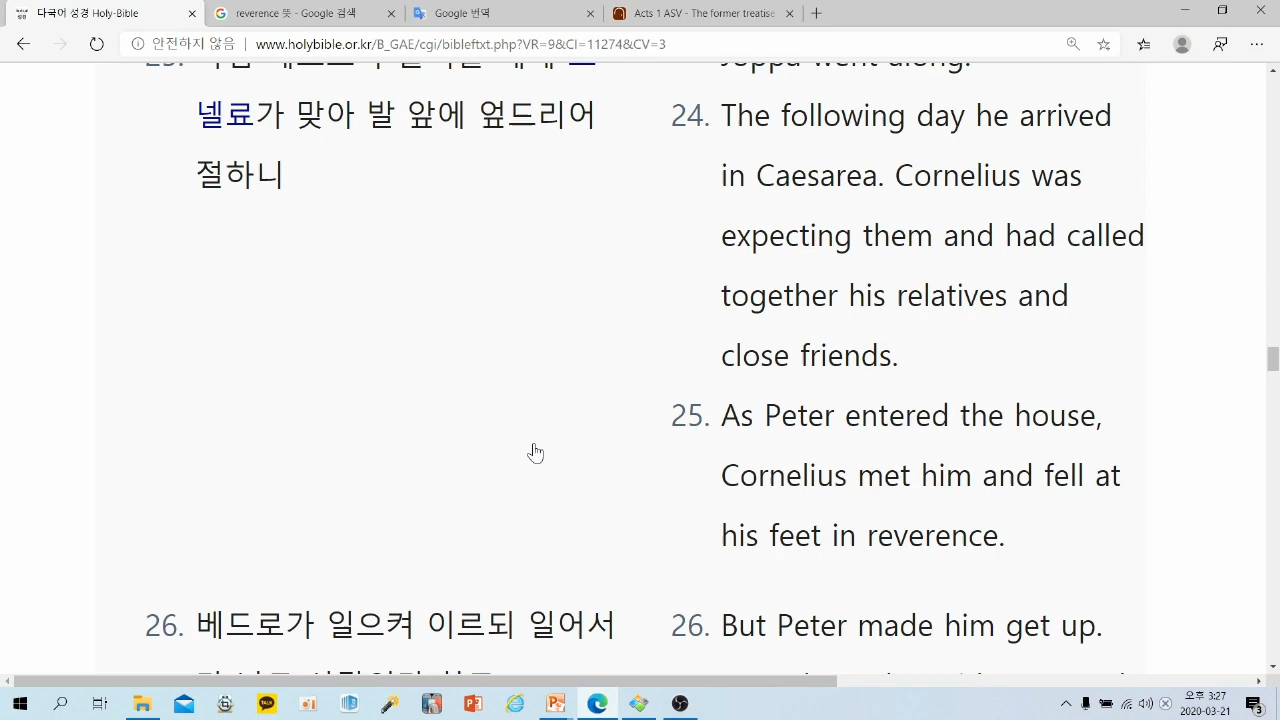 다국어 성경 Holy-Bible
reverence 뜻 - Google 검색
Google 번역
Acts 1 ASV - The former treatise
안전하지 않음
www.holybible.or.kr/B_GAE/cgi/bibleftxt.php?VR=9&CI=11274&CV=3
Joppa went along.
넬료가 맞아 발 앞에 엎드리어
절하니
24. The following day he arrived
in Caesarea. Cornelius was
expecting them and had called
together his relatives and
close friends.
25. As Peter entered the house,
Cornelius met him and fell at
his feet in reverence.
26. 베드로가 일으켜 이르되 일어서
26. But Peter made him get up.
TALK
오후 3:27
2020-03-21
3